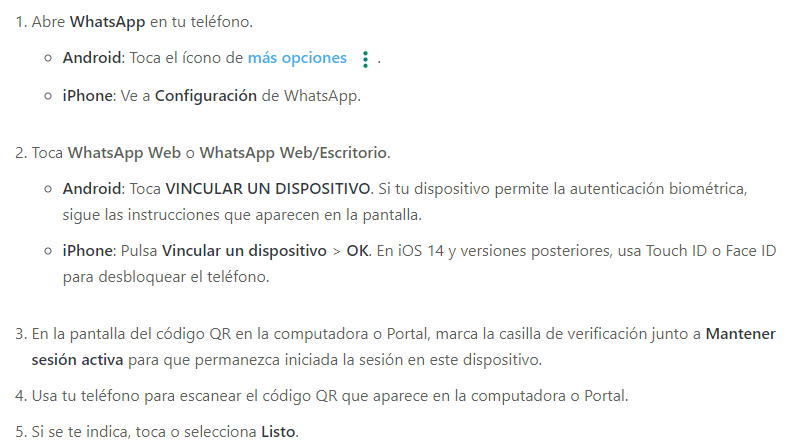 1. Abre WhatsApp en tu teléfono.
Android: Toca el ícono de más opciones .
iPhone: Ve a Configuración de WhatsApp.
2. Toca WhatsApp Web o WhatsApp Web/Escritorio.
Android: Toca VINCULAR UN DISPOSITIVO. Si tu dispositivo permite la autenticación biométrica,
sigue las instrucciones que aparecen en la pantalla.
iPhone: Pulsa Vincular un dispositivo > OK. En iOS 14 y versiones posteriores, usa Touch ID o Face ID
para desbloquear el teléfono.
3. En la pantalla del código QR en la computadora o Portal, marca la casilla de verificación junto a Mantener
sesión activa para que permanezca iniciada la sesión en este dispositivo.
4. Usa tu teléfono para escanear el código QR que aparece en la computadora o Portal.
5. Si se te indica, toca o selecciona Listo.